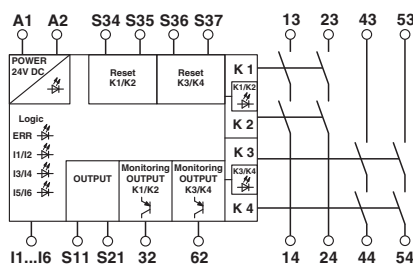 A1 A2 S34 S35 S36 S37 13 23 43 53
POWER
24V DC
Reset
K1/K2
Reset
K3/K4
K 1
K1/K2
K 2
K 3
K3/K4
K 4
Logic
ERR
I1/I2
I3/I4
I5/I6
OUTPUT
Monitoring
OUTPUT
K1/K2
Monitoring
OUTPUT
K3/K4
I1...I6 S11 S21 32 62 14 24 44 54